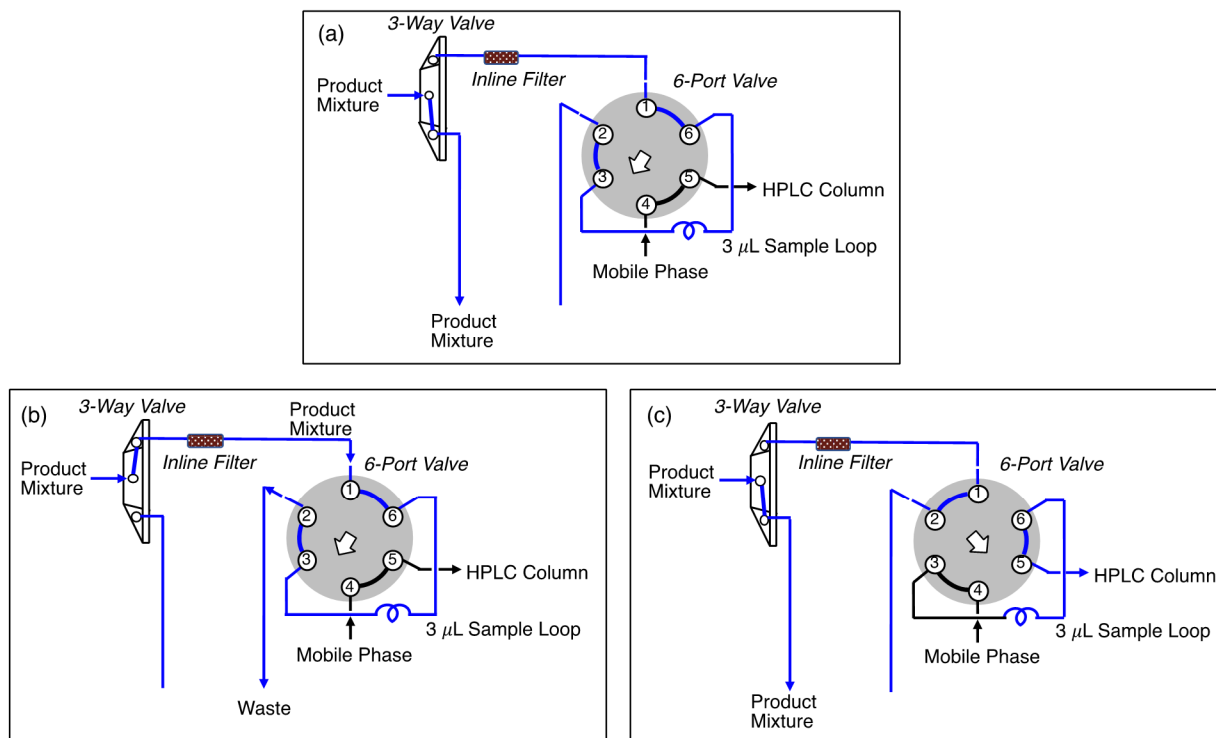 (a)
3-Way Valve
Product
Mixture
Inline Filter
6-Port Valve
1
2
6
3
5
4
HPLC Column
3 μL Sample Loop
Mobile Phase
Product
Mixture
(b)
3-Way Valve
Product
Mixture
Inline Filter
6-Port Valve
Product
Mixture
1
2
6
3
5
4
HPLC Column
3 μL Sample Loop
Mobile Phase
Waste
(c)
3-Way Valve
Product
Mixture
Inline Filter
6-Port Valve
1
2
6
3
5
4
HPLC Column
3 μL Sample Loop
Mobile Phase
Product
Mixture